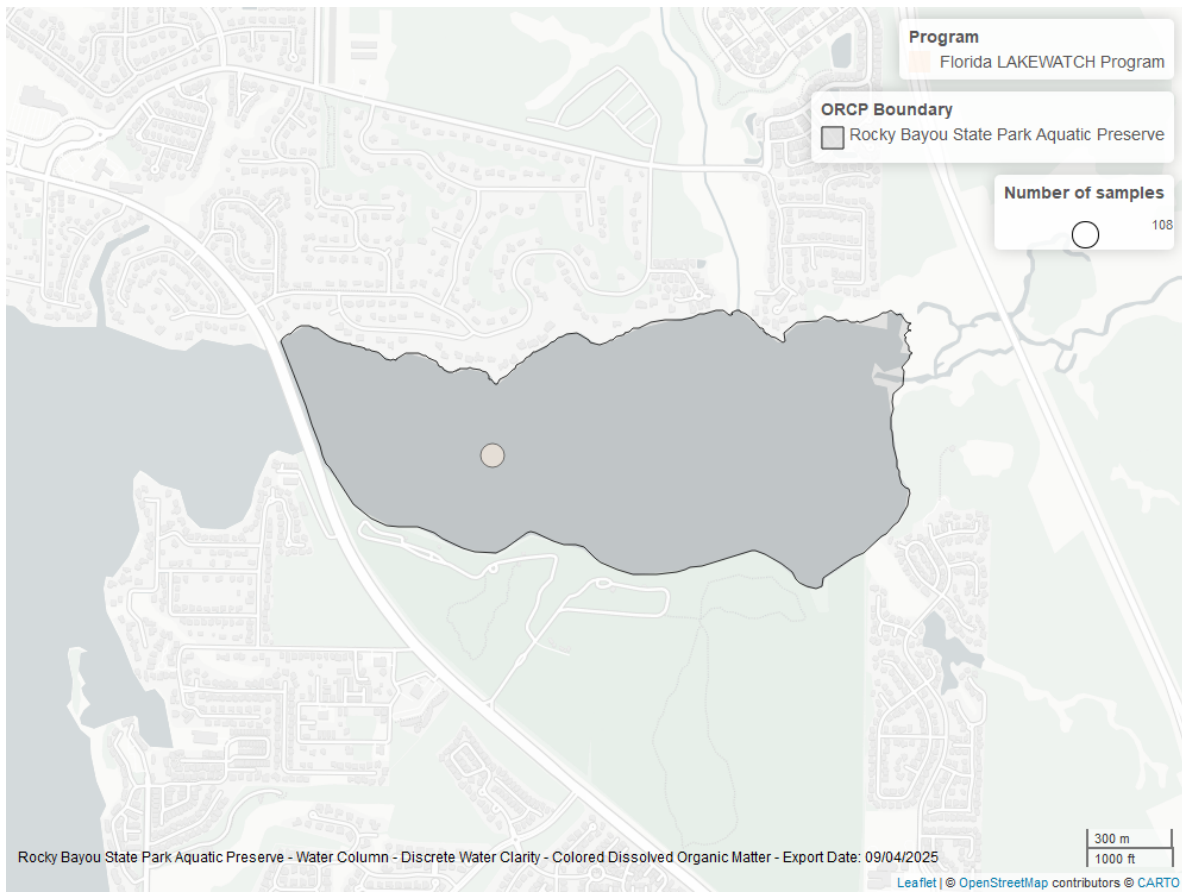 Program
Florida LAKEWATCH Program
ORCP Boundary
Rocky Bayou State Park Aquatic Preserve
Number of samples
108
300 m
1000 ft
Rocky Bayou State Park Aquatic Preserve - Water Column - Discrete Water Clarity - Colored Dissolved Organic Matter - Export Date: 09/04/2025
Leaflet | © OpenStreetMap contributors © CARTO